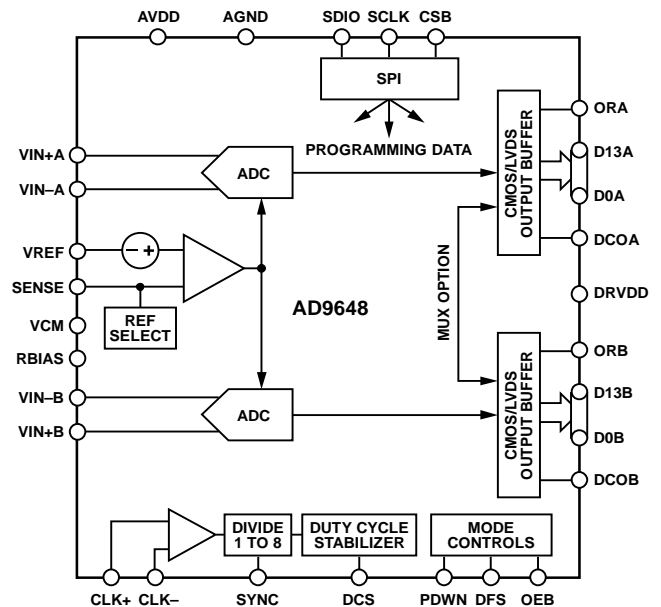 AVDD
AGND
SDIO
SCLK
CSB
SPI
PROGRAMMING DATA
VIN+A
VIN–A
ADC
VREF
– +
SENSE
REF
SELECT
VCM
RBIAS
AD9648
VIN–B
VIN+B
ADC
MUX OPTION
CMOS/LVDS
OUTPUT BUFFER
ORA
D13A
D0A
DCOA
DRVDD
CMOS/LVDS
OUTPUT BUFFER
ORB
D13B
D0B
DCOB
DIVIDE
1 TO 8
DUTY CYCLE
STABILIZER
MODE
CONTROLS
CLK+
CLK–
SYNC
DCS
PDWN
DFS
OEB